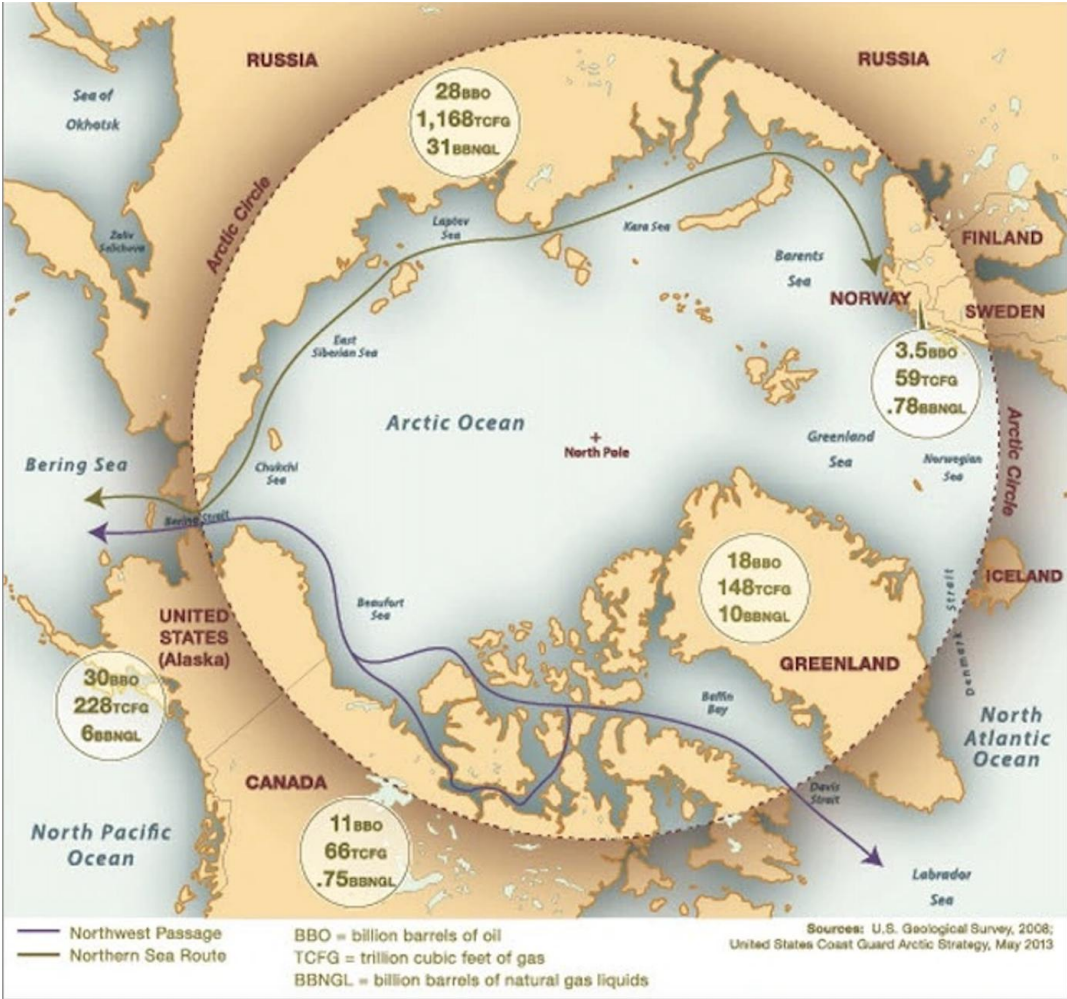 RUSSIA
RUSSIA
Sea of
Okhotsk
28BBO
1,168TCFG
31BBNGL
Arctic Circle
Zaliv
Laptev
Sea
Kara Sea
Barents
Sea
FINLAND
NORWAY
SWEDEN
East
Siberian Sea
3.5BBO
59TCFG
.78BBNGL
Arctic Ocean
North Pole
Greenland
Sea
Norwegian
Sea
Arctic Circle
Bering Sea
Chukchi
Sea
Bering Strait
18BBO
148TCFG
10BBNGL
ICELAND
Denmark Strait
UNITED
STATES
(Alaska)
Beaufort
Sea
GREENLAND
30BBO
228TCFG
6BBNGL
Baffin
Bay
North
Atlantic
Ocean
CANADA
Davis
Strait
North Pacific
Ocean
11BBO
66TCFG
.75BBNGL
Labrador
Sea
Northwest Passage
Northern Sea Route
BBO = billion barrels of oil
TCFG = trillion cubic feet of gas
BBNGL = billion barrels of natural gas liquids
Sources: U.S. Geological Survey, 2008;
United States Coast Guard Arctic Strategy, May 2013